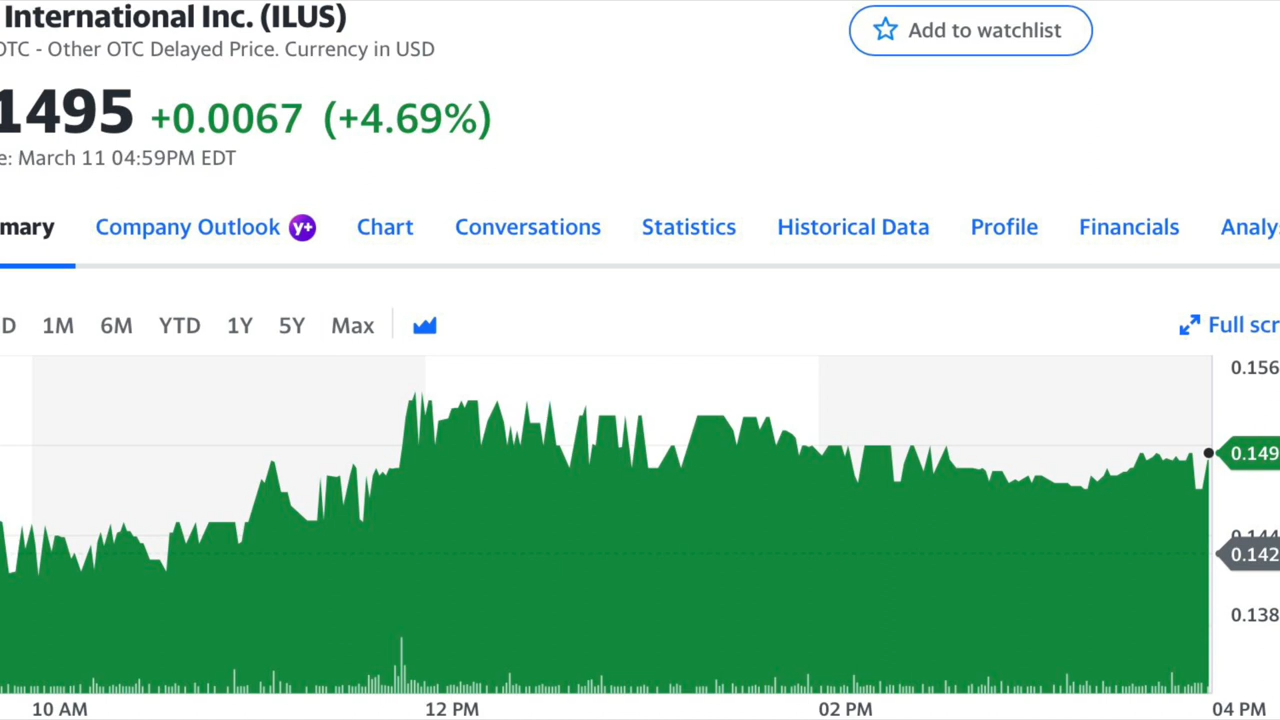 International Inc. (ILUS)
Add to watchlist
OTC - Other OTC Delayed Price. Currency in USD
1495 +0.0067 (+4.69%)
e: March 11 04:59PM EDT
mary Company Outlook y+ Chart Conversations Statistics Historical Data Profile Financials Analy
D 1M 6M YTD 1Y 5Y Max Full scr
0.156
0.149
0.144
0.142
0.138
10 AM 12 PM 02 PM 04 PM